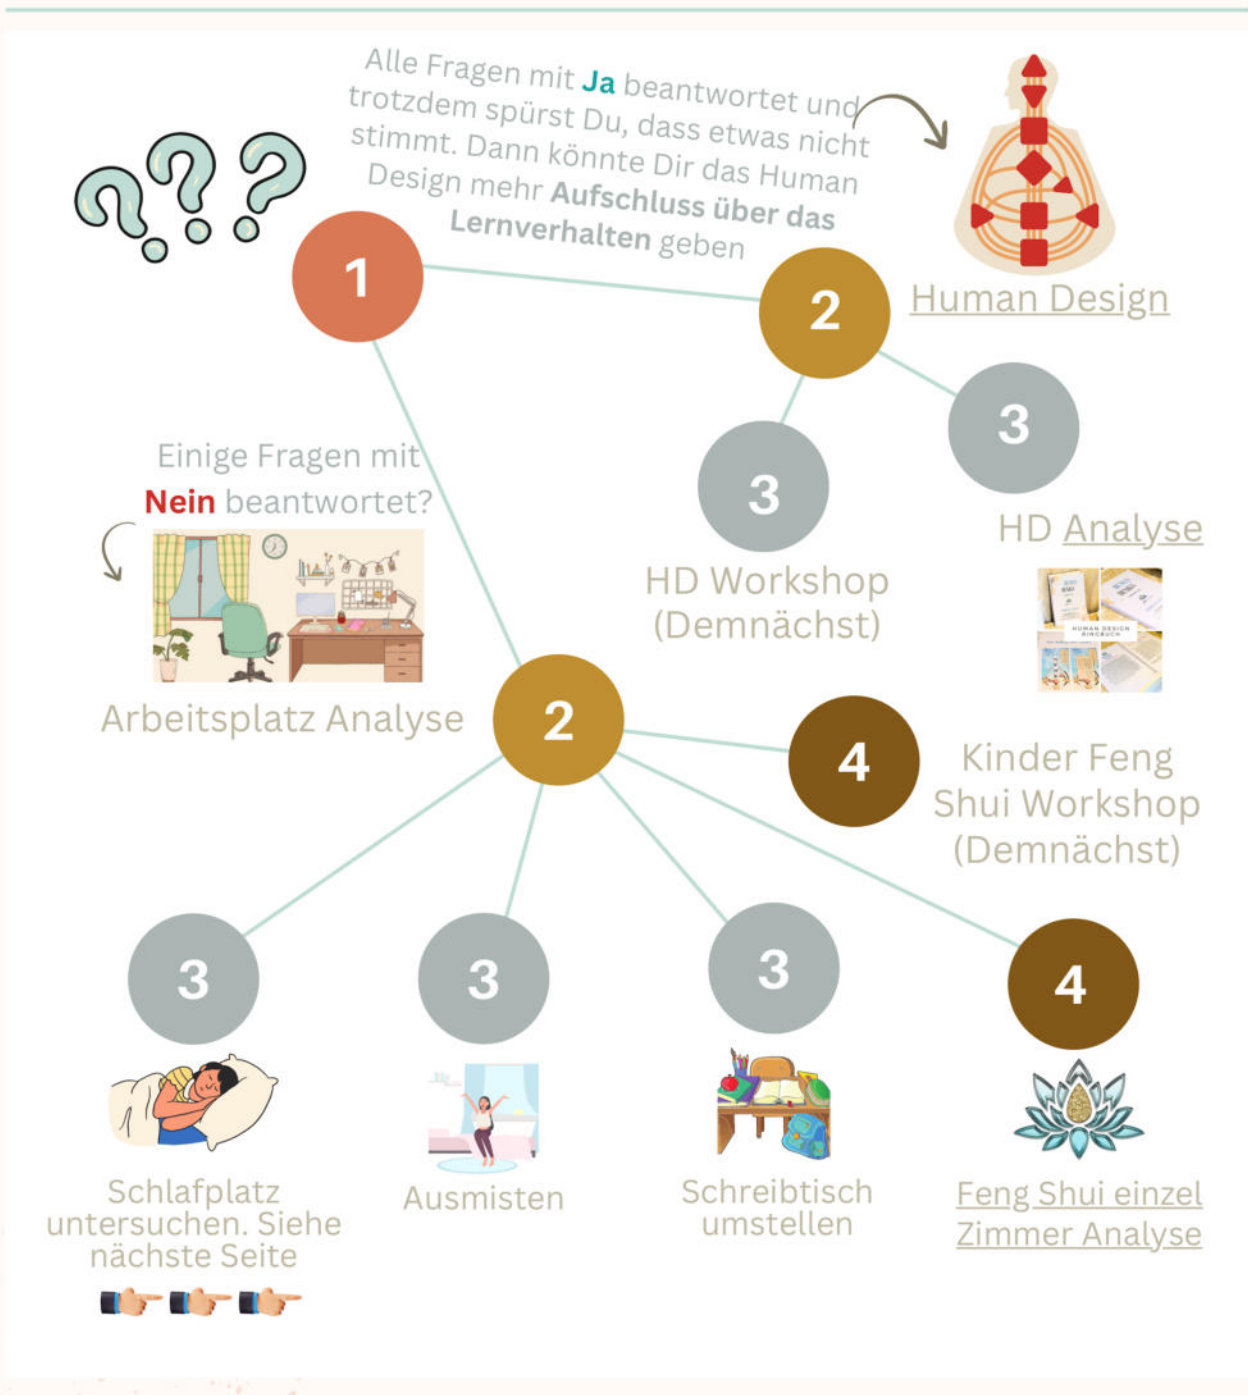 Alle Fragen mit Ja beantwortet und
trotzdem spürst Du, dass etwas nicht
stimmt. Dann könnte Dir das Human
Design mehr Aufschluss über das
Lernverhalten geben
1
2
Human Design
3
3
HD Analyse
HD Workshop
(Demnächst)
HUMAN DESIGN
RINGBUCH
Einige Fragen mit
Nein beantwortet?
Arbeitsplatz Analyse
2
4
Kinder Feng
Shui Workshop
(Demnächst)
3
3
3
4
Schlafplatz
untersuchen. Siehe
nächste Seite
Ausmisten
Schreibtisch
umstellen
Feng Shui einzel
Zimmer Analyse